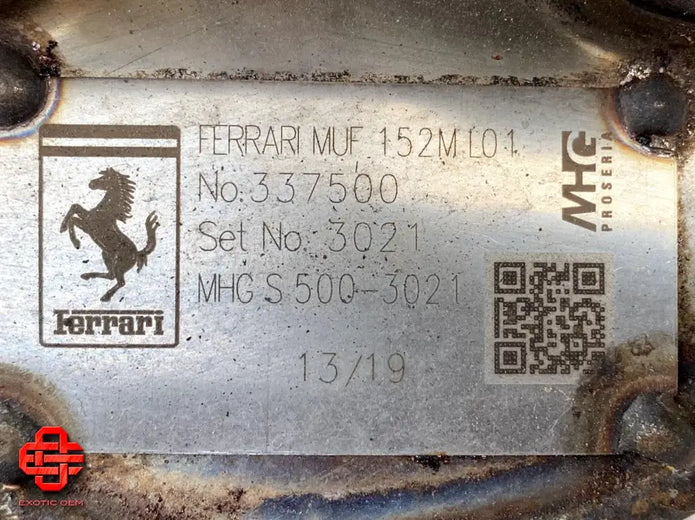 FERRARI MUF 152M L01
No.337500
Set No. 3021
MHG S 500-3021
13/19
Ferrari
MHG
PROSERIA
EXOTIC OEM